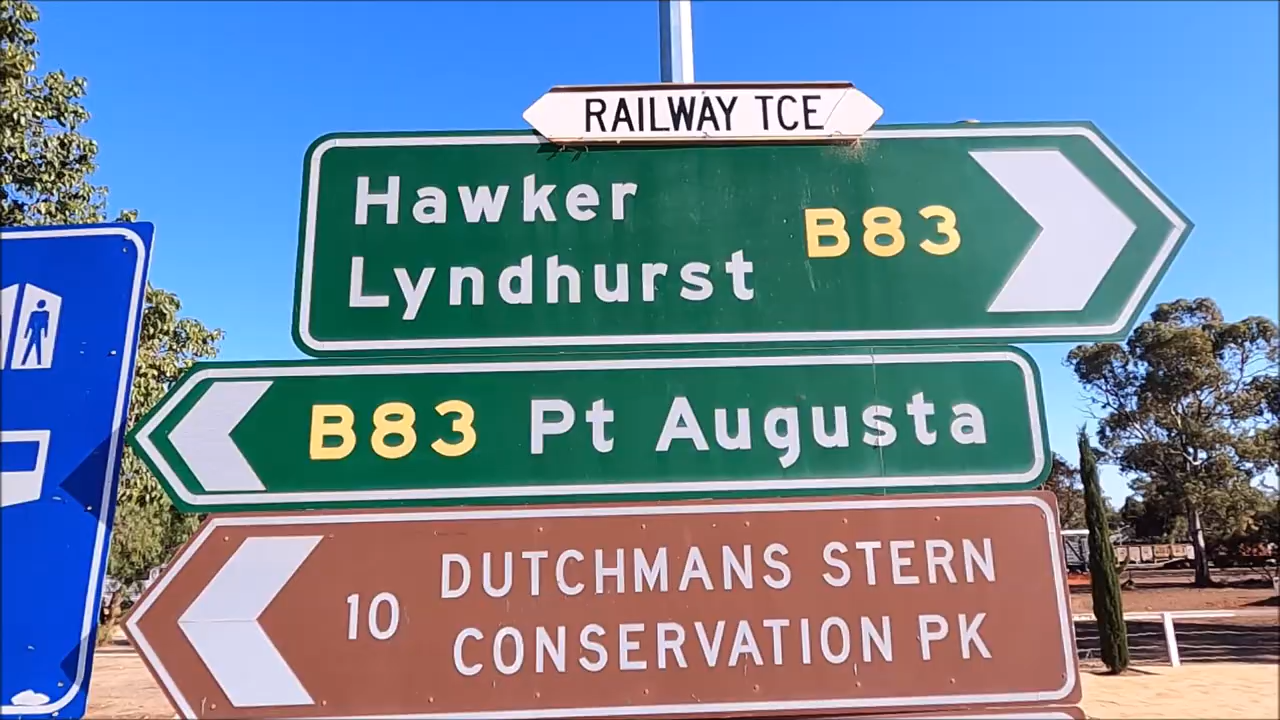 RAILWAY TCE
Hawker
Lyndhurst
B83
B83 Pt Augusta
10
DUTCHMANS STERN
CONSERVATION PK